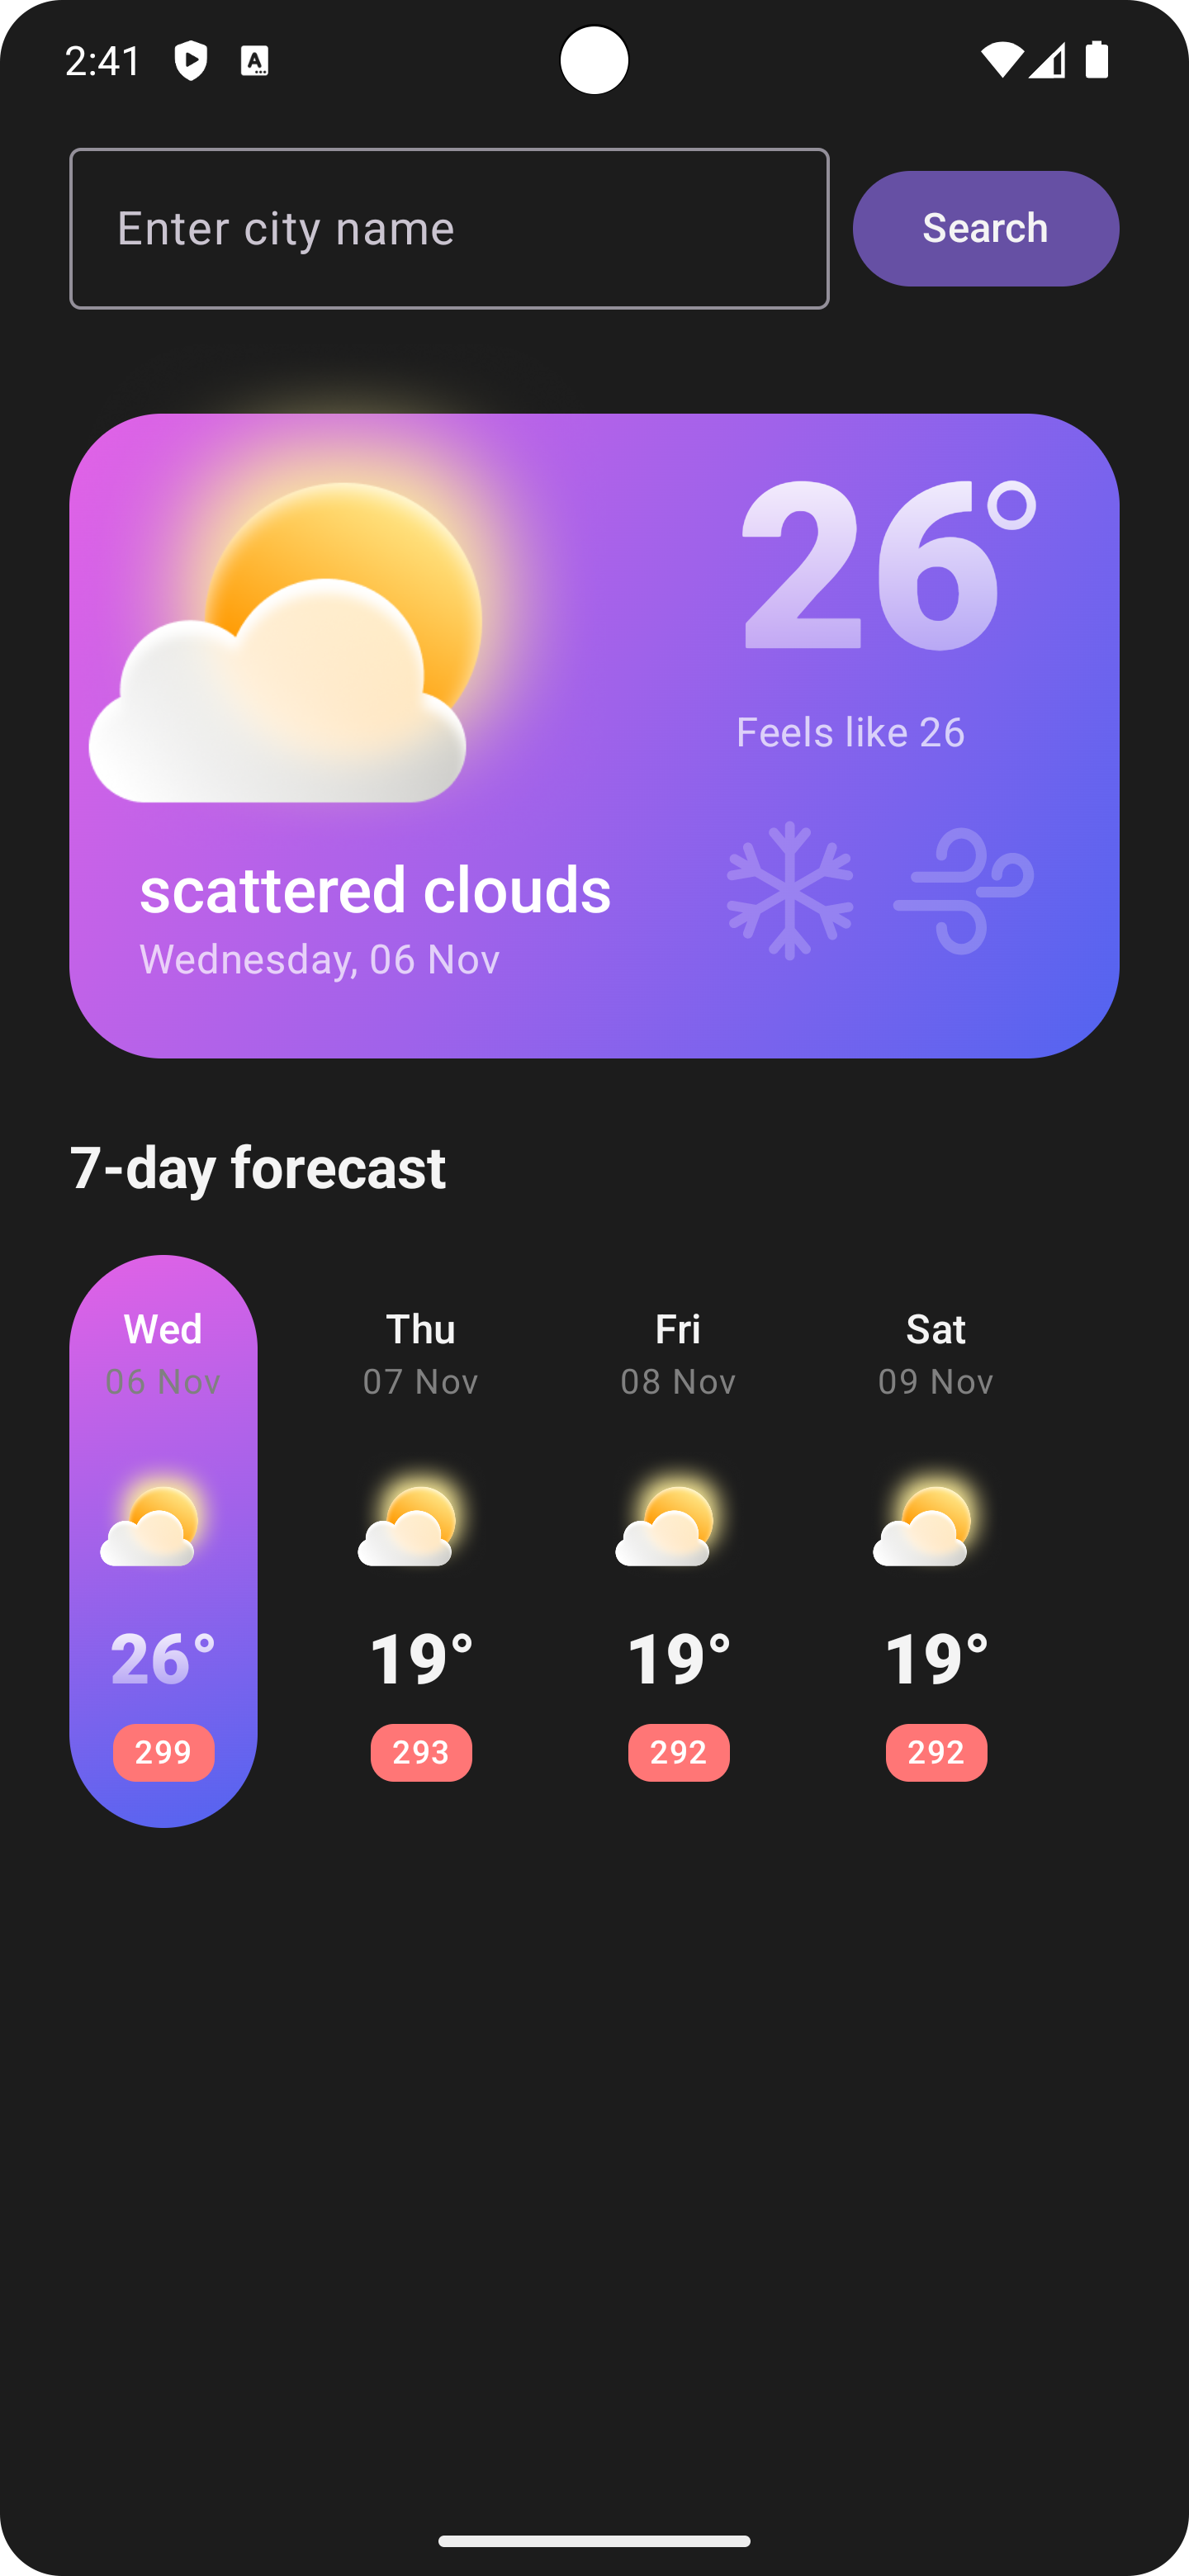 2:41
Enter city name
Search
26°
Feels like 26
scattered clouds
Wednesday, 06 Nov
7-day forecast
Wed Thu Fri Sat
06 Nov 07 Nov 08 Nov 09 Nov
26° 19° 19° 19°
299 293 292 292